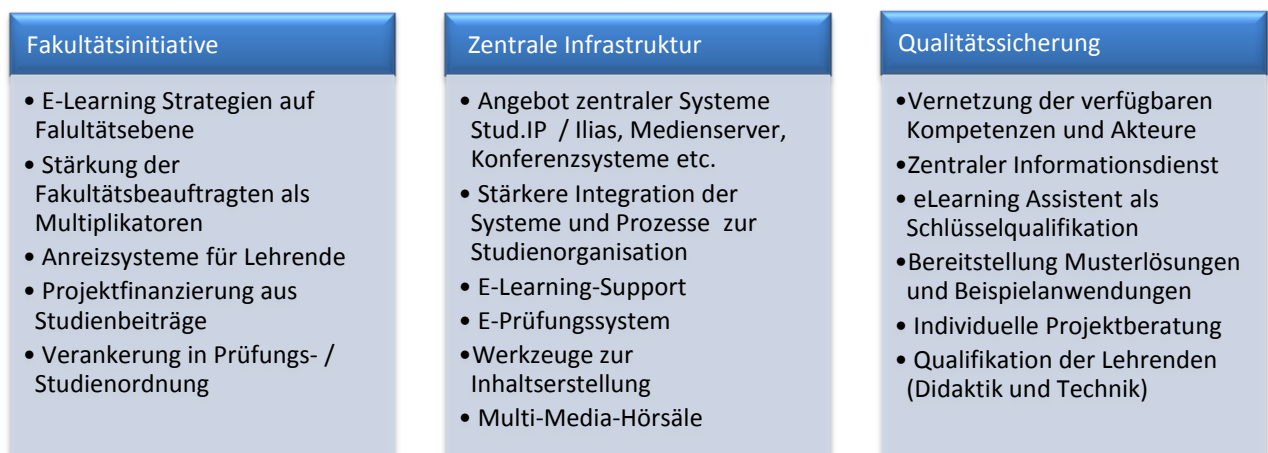 Fakultätsinitiative
• E-Learning Strategien auf
Falultätsebene
• Stärkung der
Fakultätsbeauftragten als
Multiplikatoren
• Anreizsysteme für Lehrende
• Projektfinanzierung aus
Studienbeiträge
• Verankerung in Prüfungs- /
Studienordnung
Zentrale Infrastruktur
• Angebot zentraler Systeme
Stud.IP / Ilias, Medienserver,
Konferenzsysteme etc.
• Stärkere Integration der
Systeme und Prozesse zur
Studienorganisation
• E-Learning-Support
• E-Prüfungssystem
•Werkzeuge zur
Inhaltserstellung
• Multi-Media-Hörsäle
Qualitätssicherung
•Vernetzung der verfügbaren
Kompetenzen und Akteure
•Zentraler Informationsdienst
• eLearning Assistent als
Schlüsselqualifikation
•Bereitstellung Musterlösungen
und Beispielanwendungen
• Individuelle Projektberatung
• Qualifikation der Lehrenden
(Didaktik und Technik)